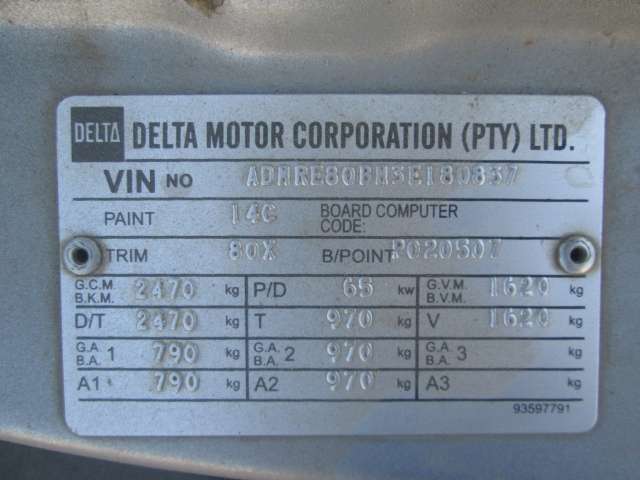 DELTA DELTA MOTOR CORPORATION (PTY) LTD.
VIN NO ADMRE80FM3E180837 C
PAINT 14C BOARD COMPUTER CODE:
TRIM 80X B/POINT P020507
G.C.M. B.K.M. 2470 kg P/D 65 kw G.V.M. B.V.M. 1620 kg
D/T 2470 kg T 970 kg V 1620 kg
G.A. B.A. 1 790 kg G.A. B.A. 2 970 kg G.A. B.A. 3 kg
A1 790 kg A2 970 kg A3 kg
93597791